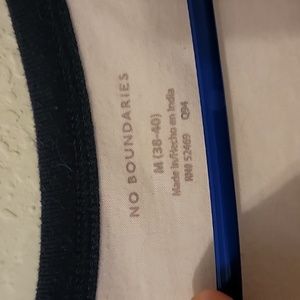 NO BOUNDARIES
M (38-40)
Made in/Hecho en India
RN# 52469 Q94